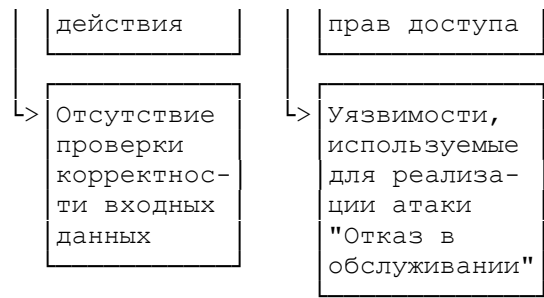 действия
прав доступа
Отсутствие
проверки
корректнос-
ти входных
данных
Уязвимости,
используемые
для реализа-
ции атаки
"Отказ в
обслуживании"